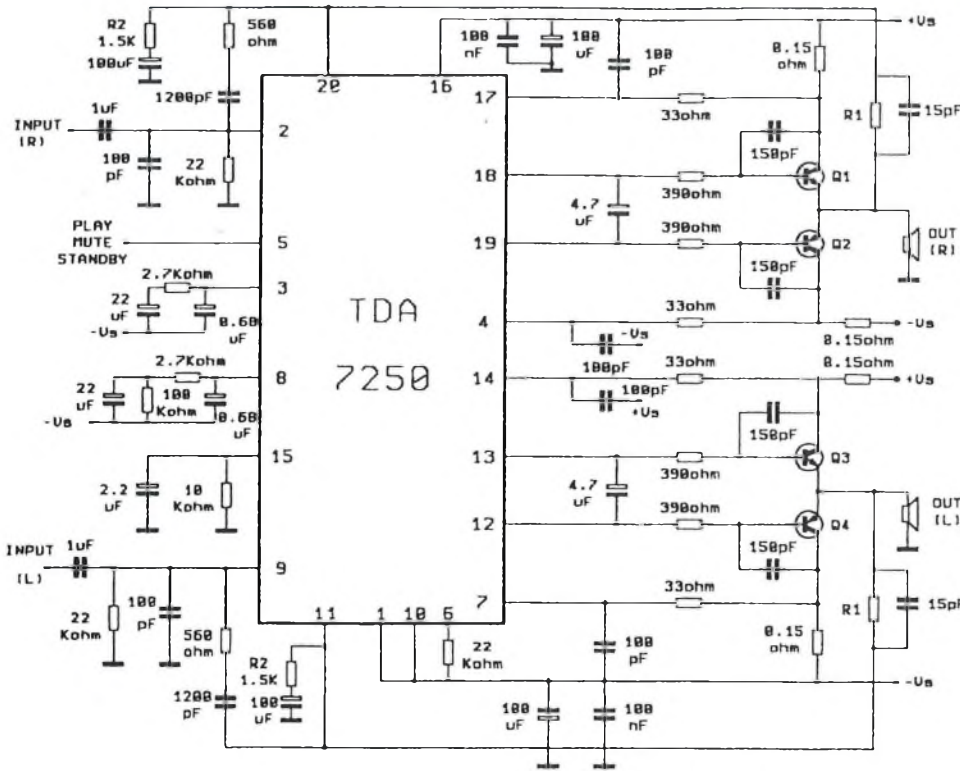 R2
1.5K
100uF
560
ohm
1200pF
1uF
INPUT
(R)
100
pF
22
Kohm
PLAY
MUTE
STANDBY
2.7Kohm
22
uF
0.68
uF
-Vs
2.7Kohm
22
uF
100
Kohm
0.68
uF
-Vs
2.2
uF
10
Kohm
INPUT
(L)
1uF
22
Kohm
100
pF
560
ohm
1200
pF
R2
1.5K
100
uF
20
16
2
5
3
8
15
9
11
1
10
6
TDA
7250
17
18
19
4
14
13
12
7
22
Kohm
100
nF
100
uF
100
pF
+Vs
0.15
ohm
33ohm
R1
15pF
150pF
390ohm
Q1
4.7
uF
390ohm
Q2
150pF
OUT
(R)
33ohm
-Vs
0.15ohm
-Vs
100pF
33ohm
0.15ohm
+Vs
100pF
+Vs
150pF
390ohm
Q3
4.7
uF
390ohm
Q4
150pF
OUT
(L)
33ohm
R1
15pF
100
pF
0.15
ohm
-Vs
100
uF
100
nF